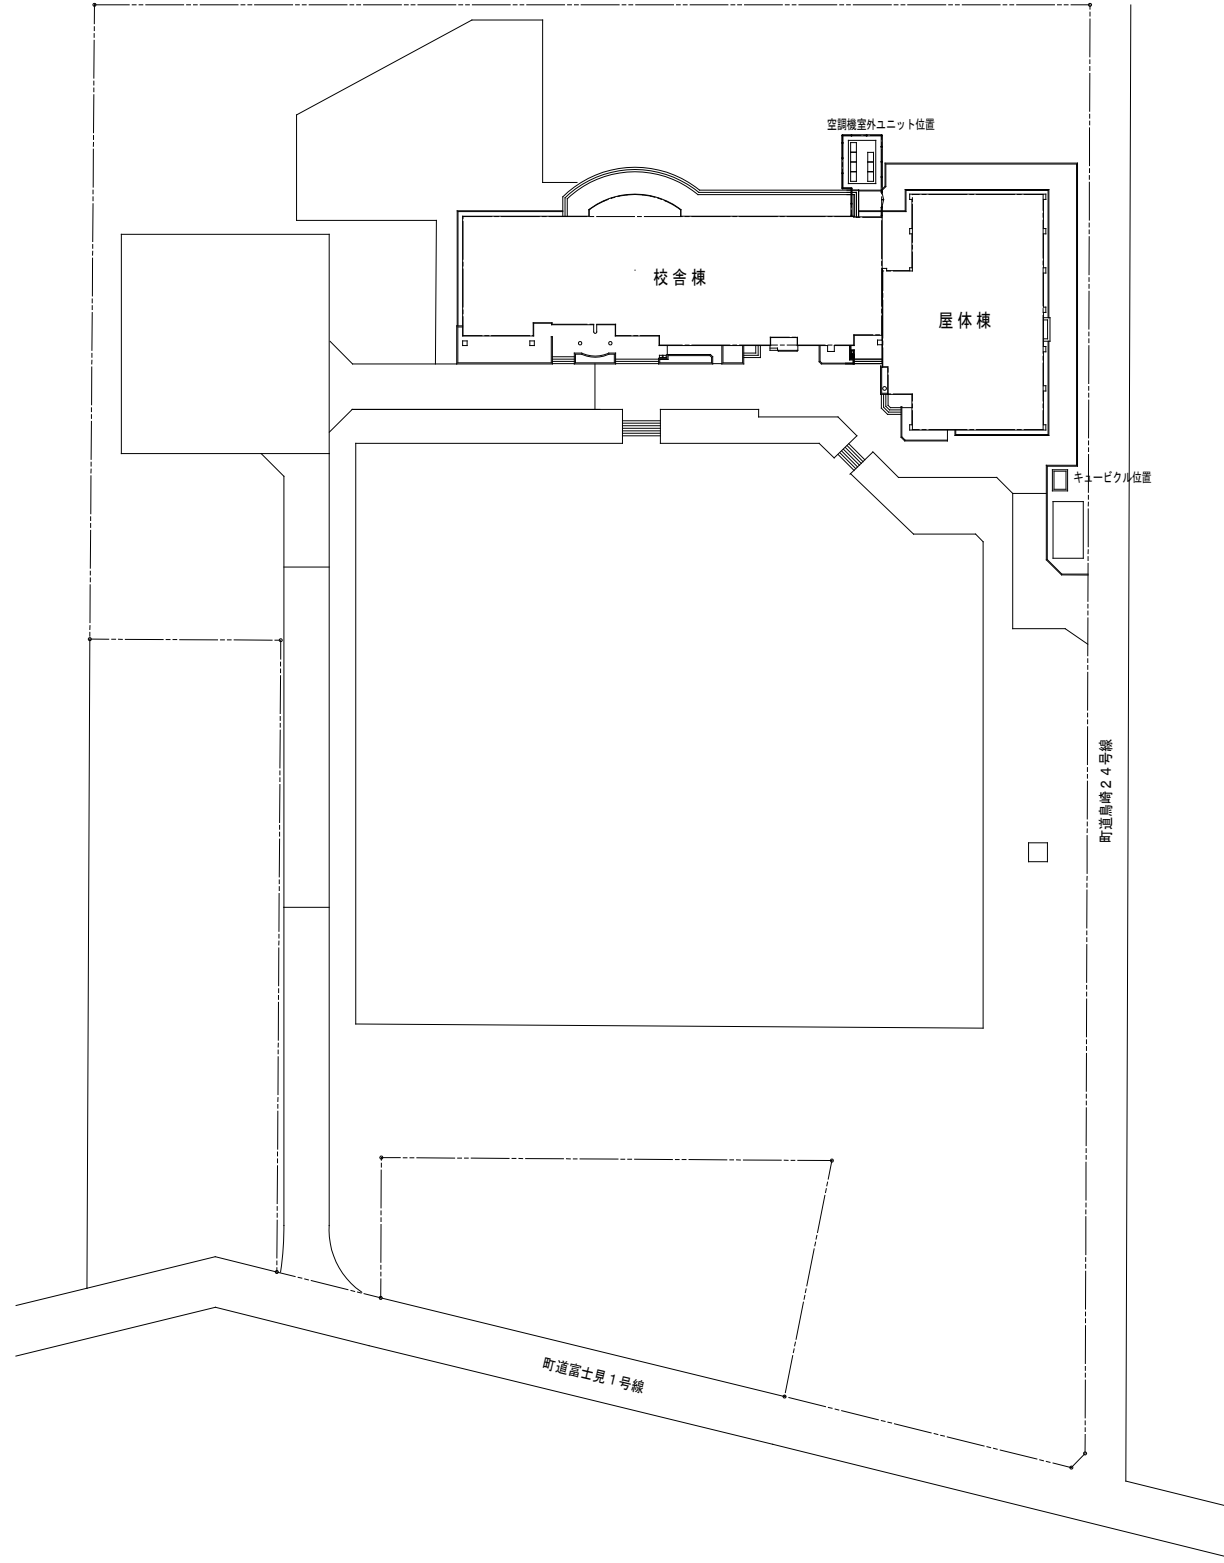 空調機室外ユニット位置
校舎棟
屋体棟
キュービクル位置
町道鳥崎２４号線
町道富士見１号線